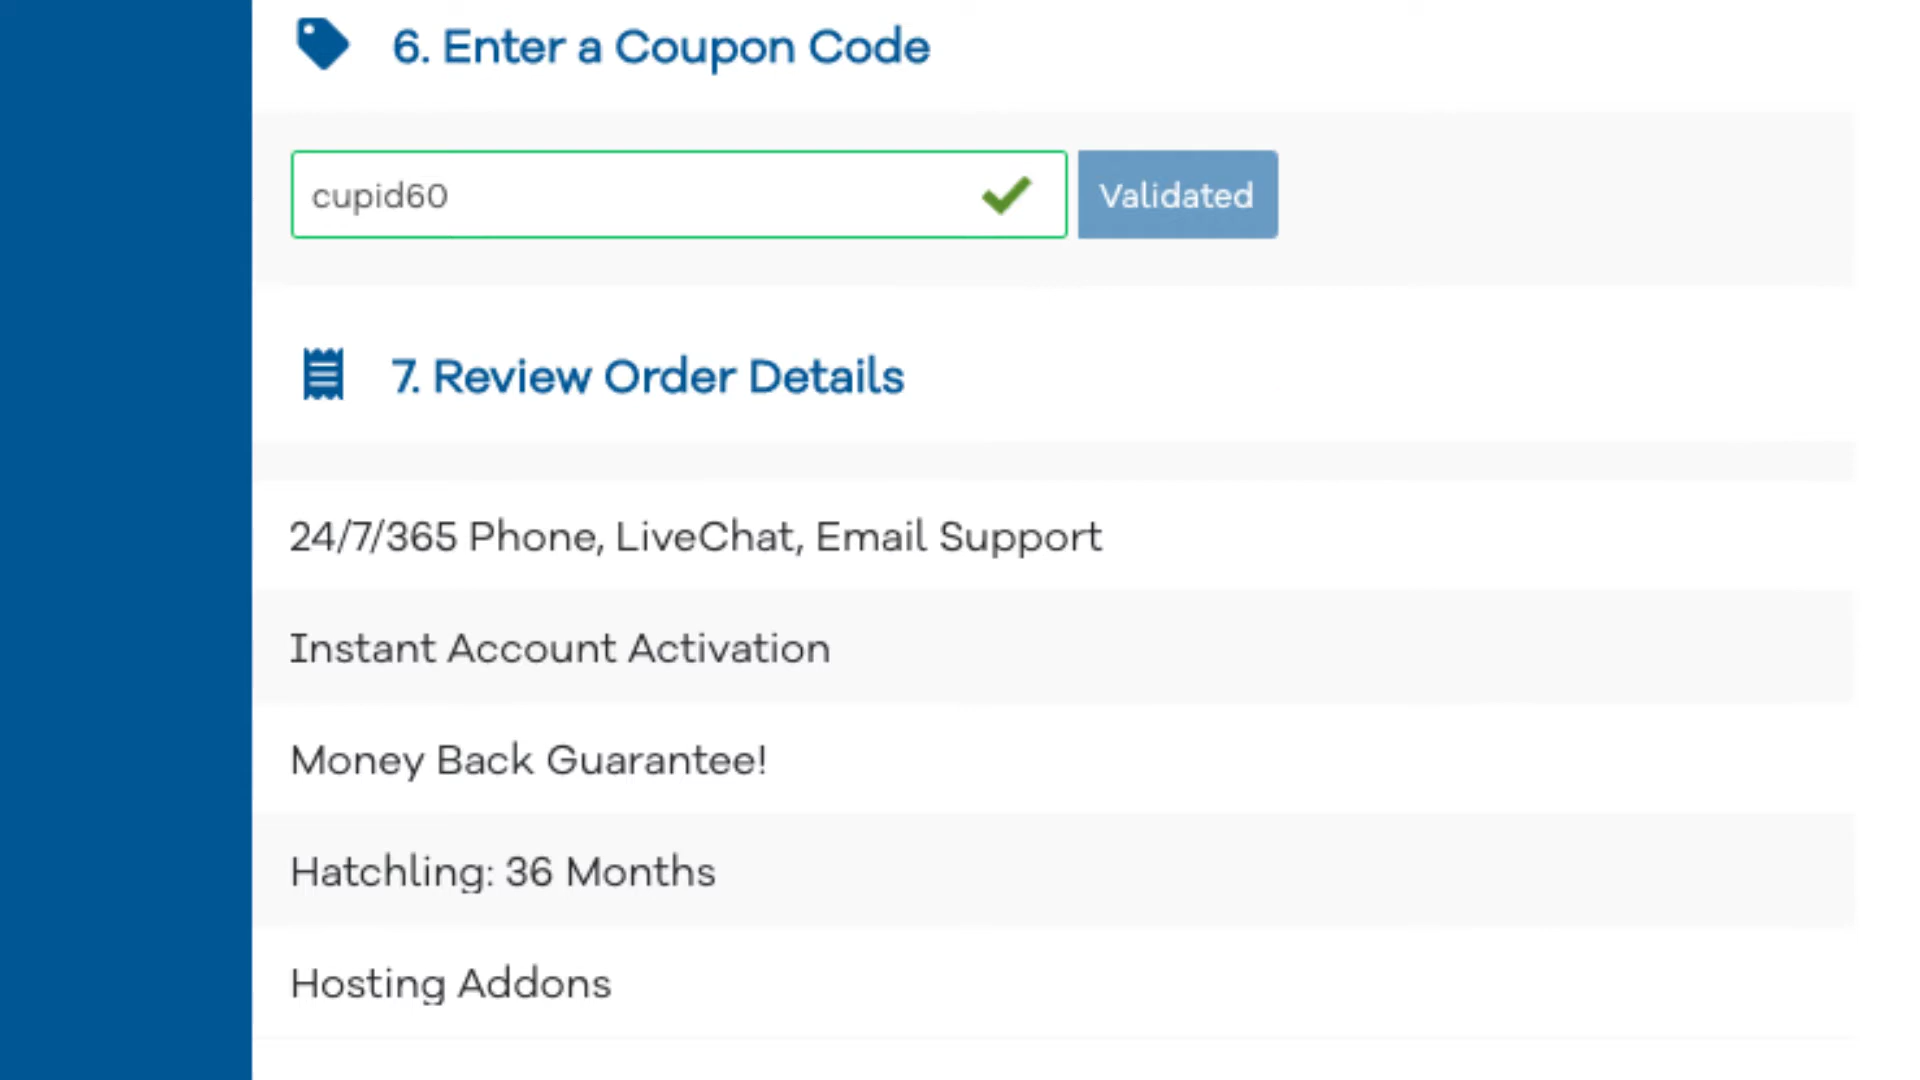 6. Enter a Coupon Code
cupid60
Validated
7. Review Order Details
24/7/365 Phone, LiveChat, Email Support
Instant Account Activation
Money Back Guarantee!
Hatchling: 36 Months
Hosting Addons